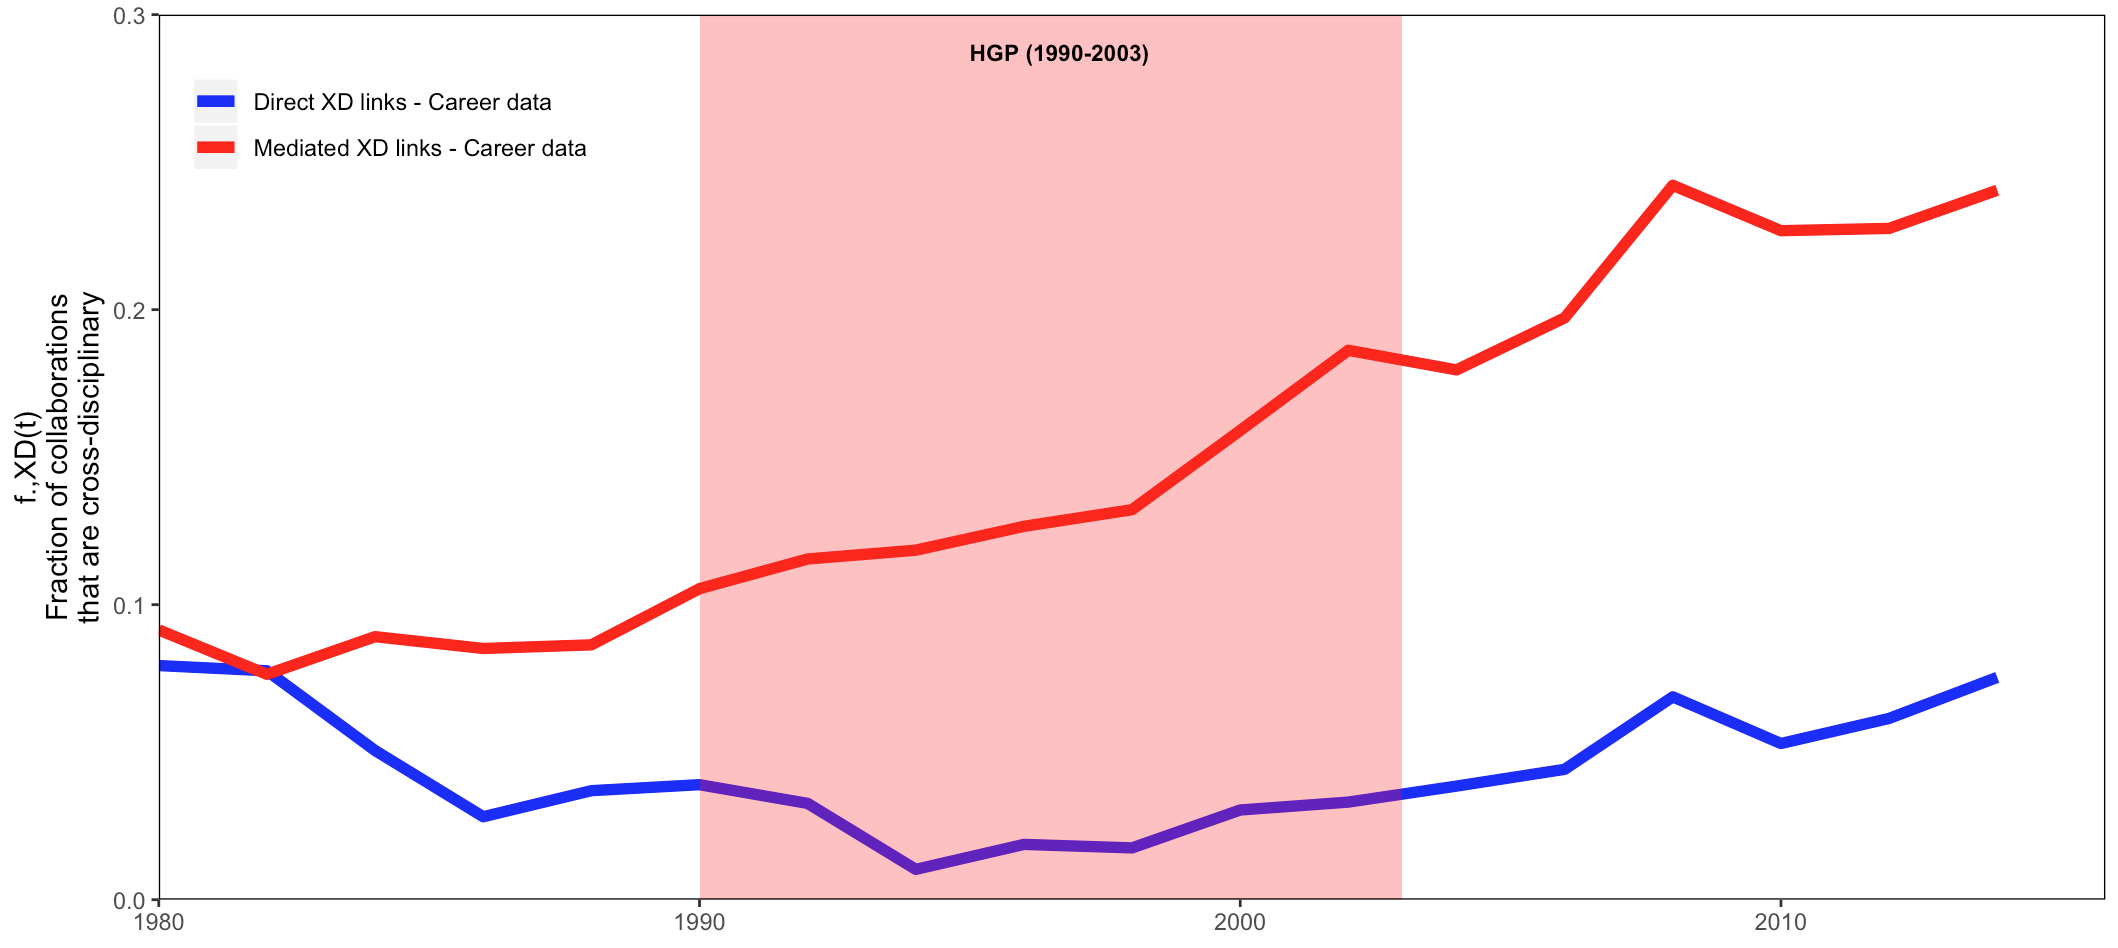 0.3
0.2
0.1
0.0
f.,XD(t)
Fraction of collaborations
that are cross-disciplinary
HGP (1990-2003)
Direct XD links - Career data
Mediated XD links - Career data
1980
1990
2000
2010